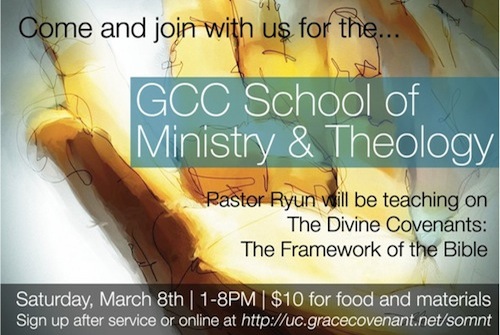 Come and join with us for the...
GCC School of
Ministry & Theology
Pastor Ryun will be teaching on
The Divine Covenants:
The Framework of the Bible
Saturday, March 8th | 1-8PM | $10 for food and materials
Sign up after service or online at http://uc.gracecovenant.net/somnt